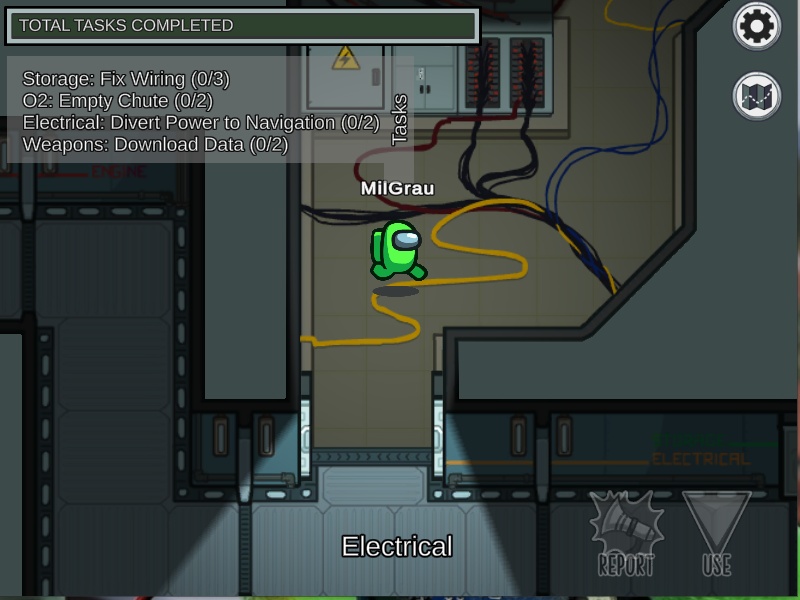 TOTAL TASKS COMPLETED
Storage: Fix Wiring (0/3)
O2: Empty Chute (0/2)
Electrical: Divert Power to Navigation (0/2)
Weapons: Download Data (0/2)
Tasks
ENGINE
MilGrau
ELECTRICAL
Electrical
REPORT
USE